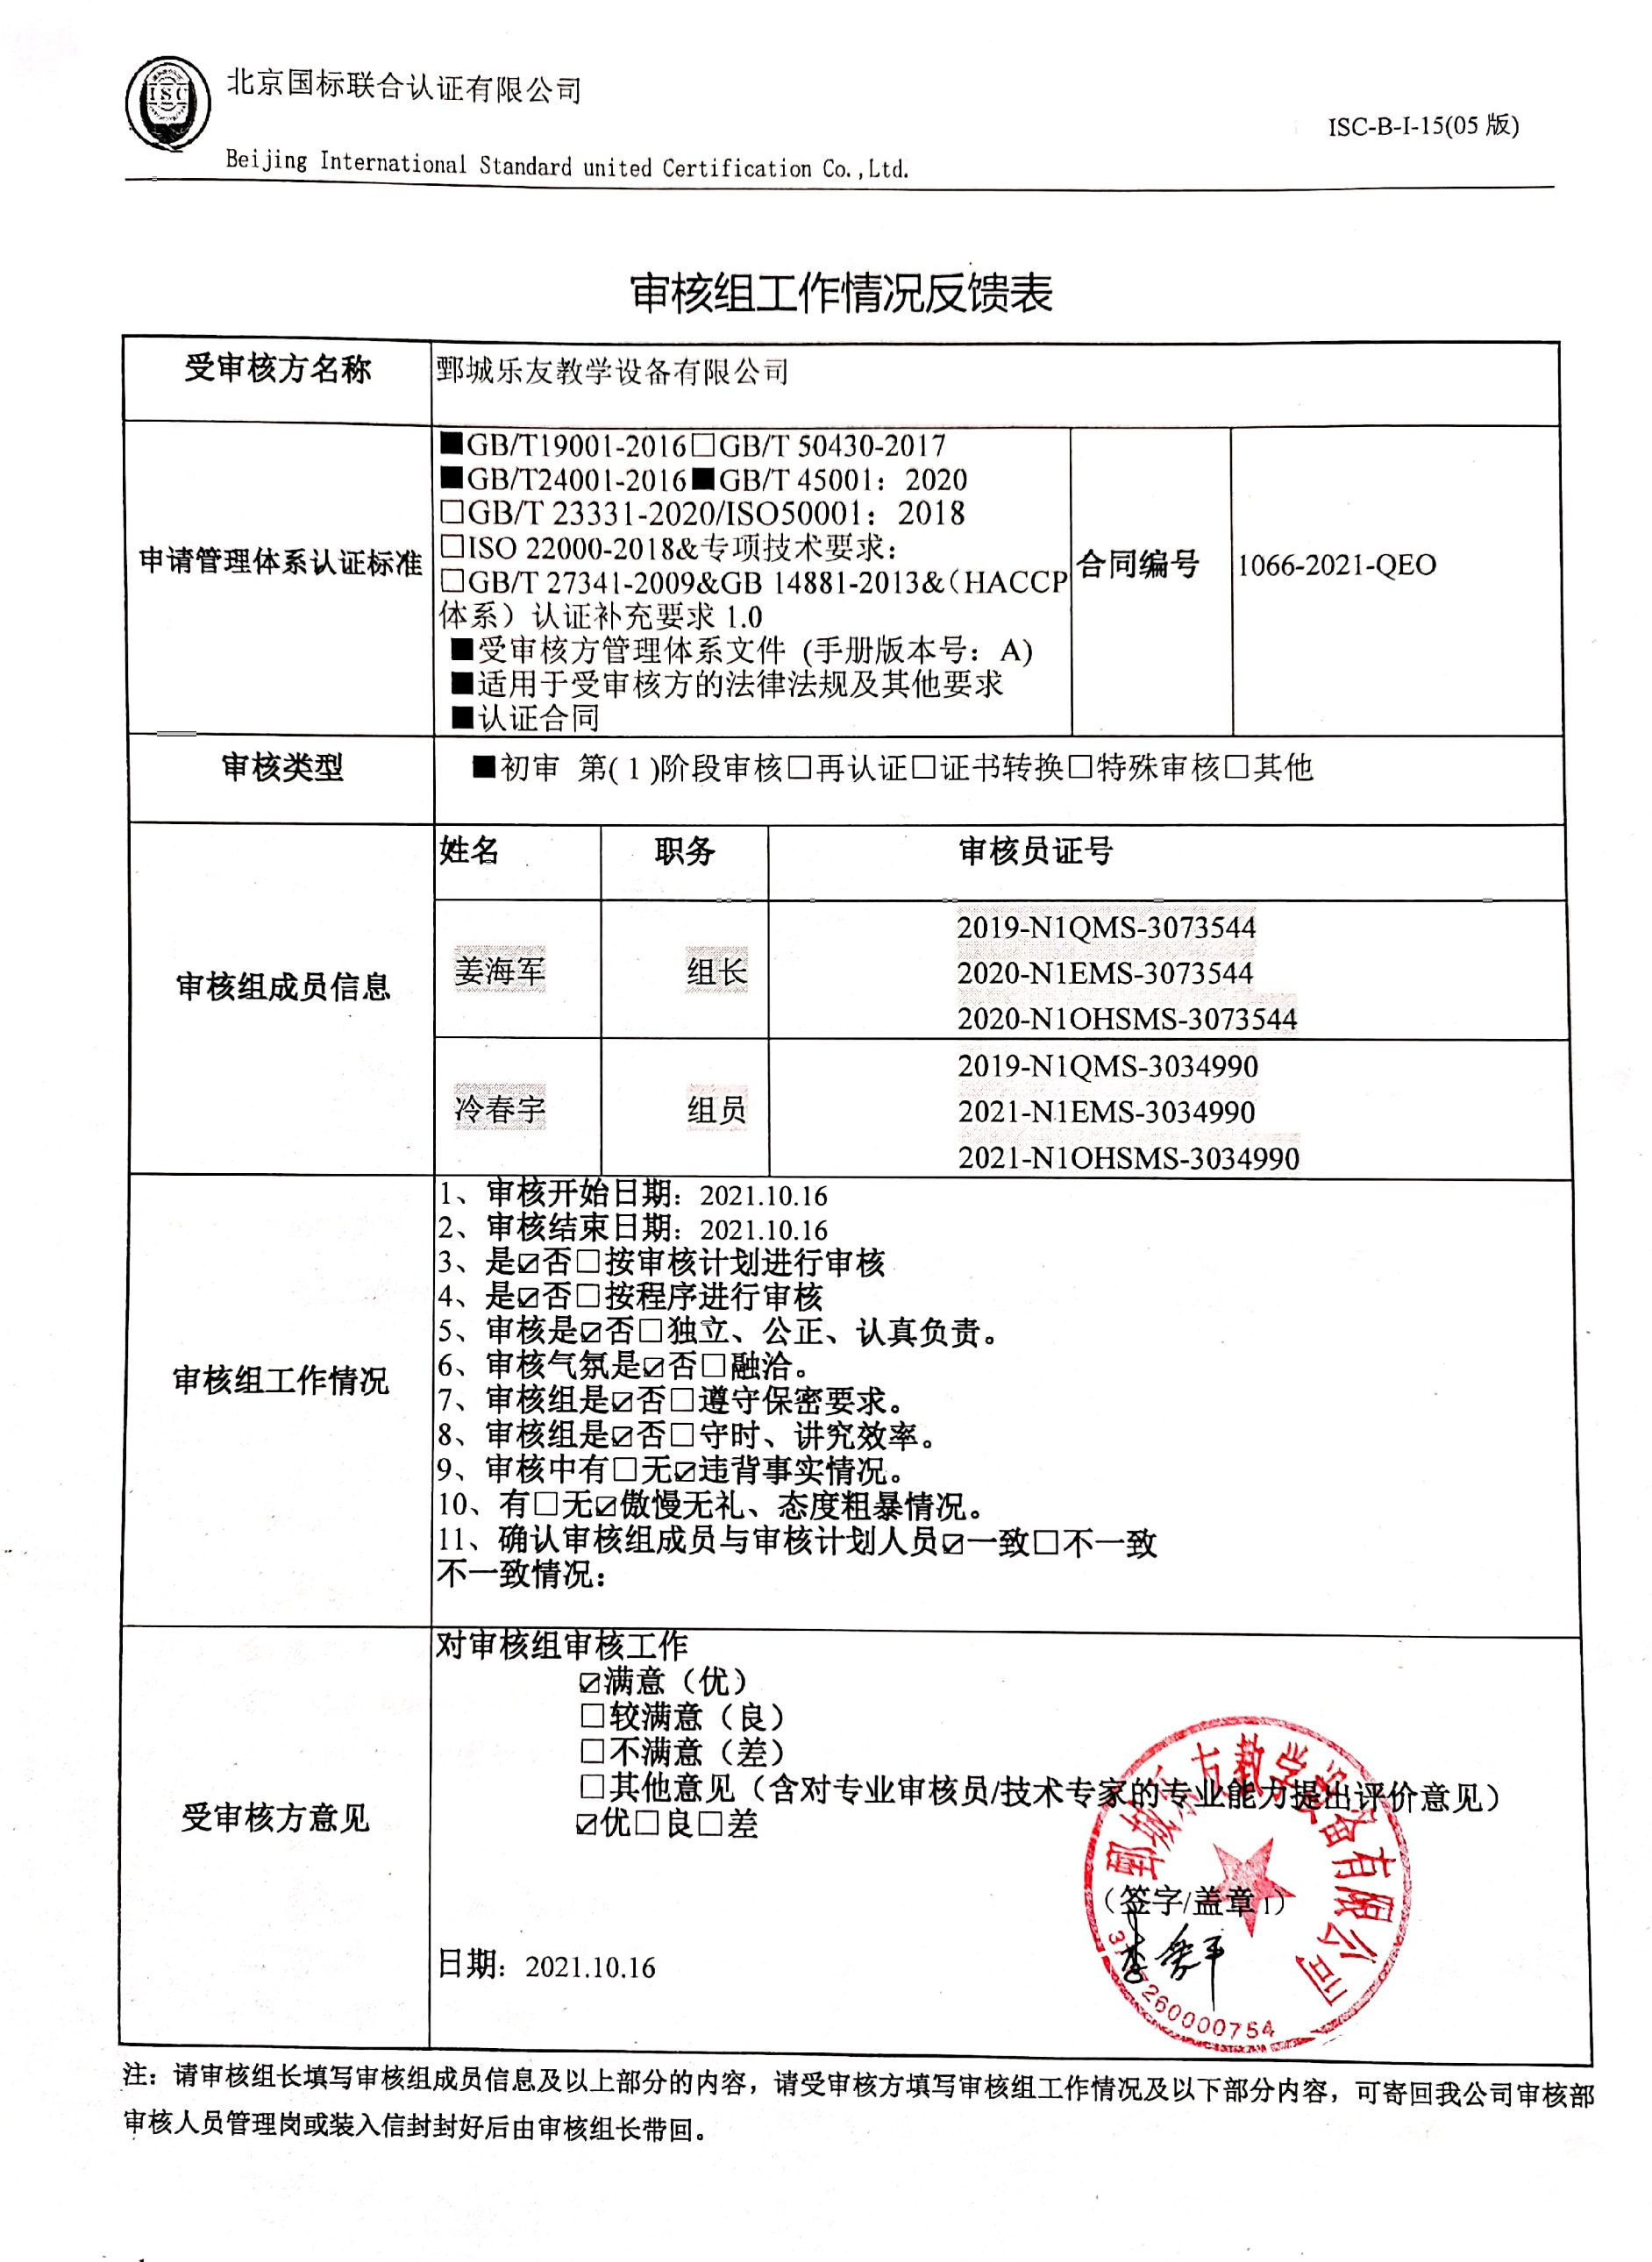 北京国标联合认证有限公司
ISC-B-I-15(05 版)
Beijing International Standard united Certification Co.,Ltd.
审核组工作情况反馈表
受审核方名称
鄄城乐友教学设备有限公司
申请管理体系认证标准
■GB/T19001-2016□GB/T 50430-2017
■GB/T24001-2016■GB/T 45001：2020
□GB/T 23331-2020/ISO50001：2018
□ISO 22000-2018&专项技术要求：
□GB/T 27341-2009&GB 14881-2013&（HACCP
体系）认证补充要求 1.0
■受审核方管理体系文件 (手册版本号：A)
■适用于受审核方的法律法规及其他要求
■认证合同
合同编号
1066-2021-QEO
审核类型
■初审 第( 1 )阶段审核□再认证□证书转换□特殊审核□其他
审核组成员信息
姓名 职务 审核员证号
姜海军 组长
2019-N1QMS-3073544
2020-N1EMS-3073544
2020-N1OHSMS-3073544
冷春宇 组员
2019-N1QMS-3034990
2021-N1EMS-3034990
2021-N1OHSMS-3034990
审核组工作情况
1、审核开始日期：2021.10.16
2、审核结束日期：2021.10.16
3、是☑否□按审核计划进行审核
4、是☑否□按程序进行审核
5、审核是☑否□独立、公正、认真负责。
6、审核气氛是☑否□融洽。
7、审核组是☑否□遵守保密要求。
8、审核组是☑否□守时、讲究效率。
9、审核中有□无☑违背事实情况。
10、有□无☑傲慢无礼、态度粗暴情况。
11、确认审核组成员与审核计划人员☑一致□不一致
不一致情况：
受审核方意见
对审核组审核工作
☑满意（优）
□较满意（良）
□不满意（差）
□其他意见（含对专业审核员/技术专家的专业能力提出评价意见）
☑优□良□差
（签字/盖章）
日期：2021.10.16
鄄城乐友教学设备有限公司
注：请审核组长填写审核组成员信息及以上部分的内容，请受审核方填写审核组工作情况及以下部分内容，可寄回我公司审核部
审核人员管理岗或装入信封封好后由审核组长带回。